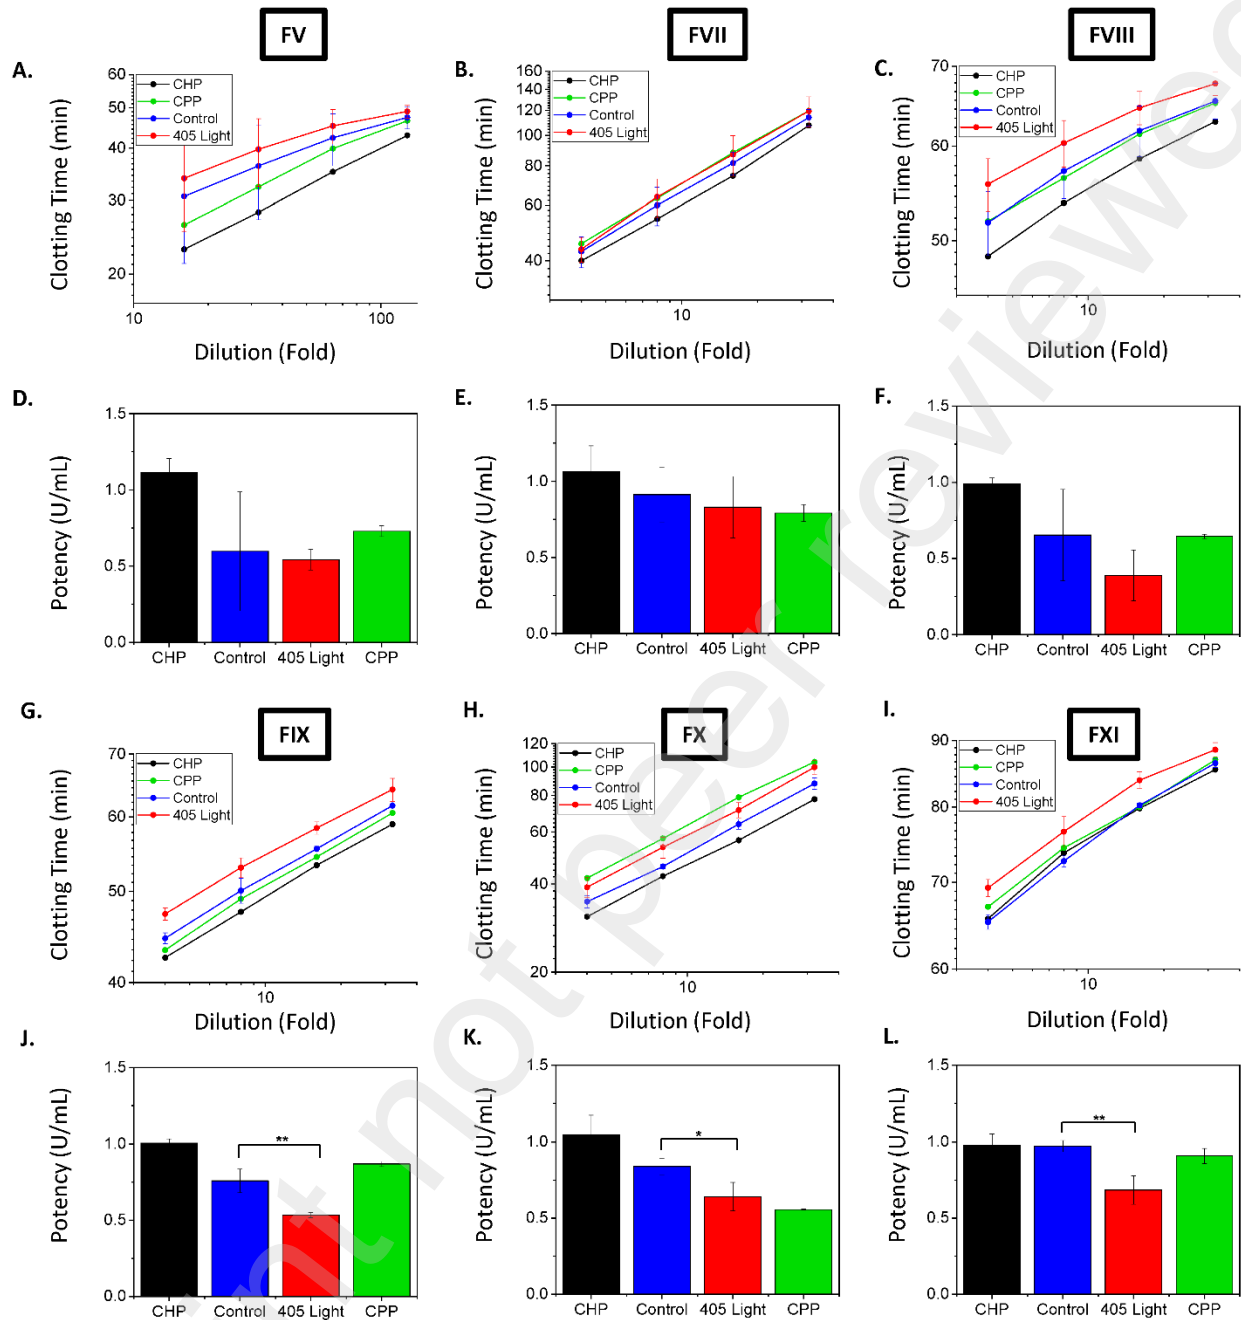 FV
FVII
FVIII
A.
60
50
40
30
20
10
100
Clotting Time (min)
Dilution (Fold)
CHP
CPP
Control
405 Light
B.
160
140
120
100
80
60
40
10
Clotting Time (min)
Dilution (Fold)
CHP
CPP
Control
405 Light
C.
70
60
50
10
Clotting Time (min)
Dilution (Fold)
CHP
CPP
Control
405 Light
D.
1.5
1.0
0.5
0.0
Potency (U/mL)
CHP
Control
405 Light
CPP
E.
1.5
1.0
0.5
0.0
Potency (U/mL)
CHP
Control
405 Light
CPP
F.
1.5
1.0
0.5
0.0
Potency (U/mL)
CHP
Control
405 Light
CPP
FIX
FX
FXI
G.
70
60
50
40
10
Clotting Time (min)
Dilution (Fold)
CHP
CPP
Control
405 Light
H.
120
100
80
60
40
20
10
Clotting Time (min)
Dilution (Fold)
CHP
CPP
Control
405 Light
I.
90
80
70
60
10
Clotting Time (min)
Dilution (Fold)
CHP
CPP
Control
405 Light
J.
1.5
1.0
0.5
0.0
Potency (U/mL)
**
CHP
Control
405 Light
CPP
K.
1.5
1.0
0.5
0.0
Potency (U/mL)
*
CHP
Control
405 Light
CPP
L.
1.5
1.0
0.5
0.0
Potency (U/mL)
**
CHP
Control
405 Light
CPP
not peer reviewed